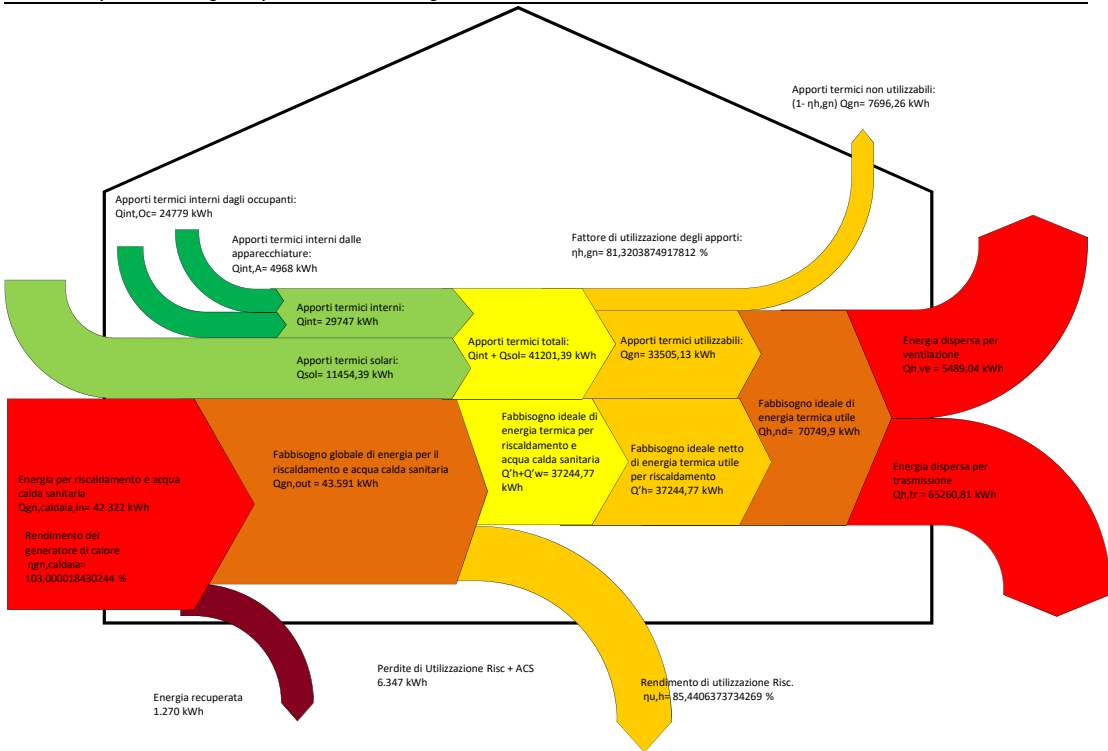 Apporti termici non utilizzabili:
(1- ηh,gn) Qgn= 7696,26 kWh
Apporti termici interni dagli occupanti:
Qint,Oc= 24779 kWh
Apporti termici interni dalle
apparecchiature:
Qint,A= 4968 kWh
Fattore di utilizzazione degli apporti:
ηh,gn= 81,3203874917812 %
Apporti termici interni:
Qint= 29747 kWh
Apporti termici totali:
Qint + Qsol= 41201,39 kWh
Apporti termici utilizzabili:
Qgn= 33505,13 kWh
Energia dispersa per
ventilazione
Qh,ve = 5489,04 kWh
Apporti termici solari:
Qsol= 11454,39 kWh
Fabbisogno ideale di
energia termica utile
Qh,nd= 70749,9 kWh
Fabbisogno ideale di
energia termica per
riscaldamento e
acqua calda sanitaria
Q'h+Q'w= 37244,77
kWh
Fabbisogno ideale netto
di energia termica utile
per riscaldamento
Q'h= 37244,77 kWh
Fabbisogno globale di energia per il
riscaldamento e acqua calda sanitaria
Qgn,out = 43.591 kWh
Energia dispersa per
trasmissione
Qh,tr = 65260,81 kWh
Energia per riscaldamento e acqua
calda sanitaria
Qgn,caldaia,in= 42.322 kWh
Rendimento del
generatore di calore
ηgn,caldaia=
103,000018430244 %
Perdite di Utilizzazione Risc + ACS
6.347 kWh
Rendimento di utilizzazione Risc.
ηu,h= 85,4406373734269 %
Energia recuperata
1.270 kWh